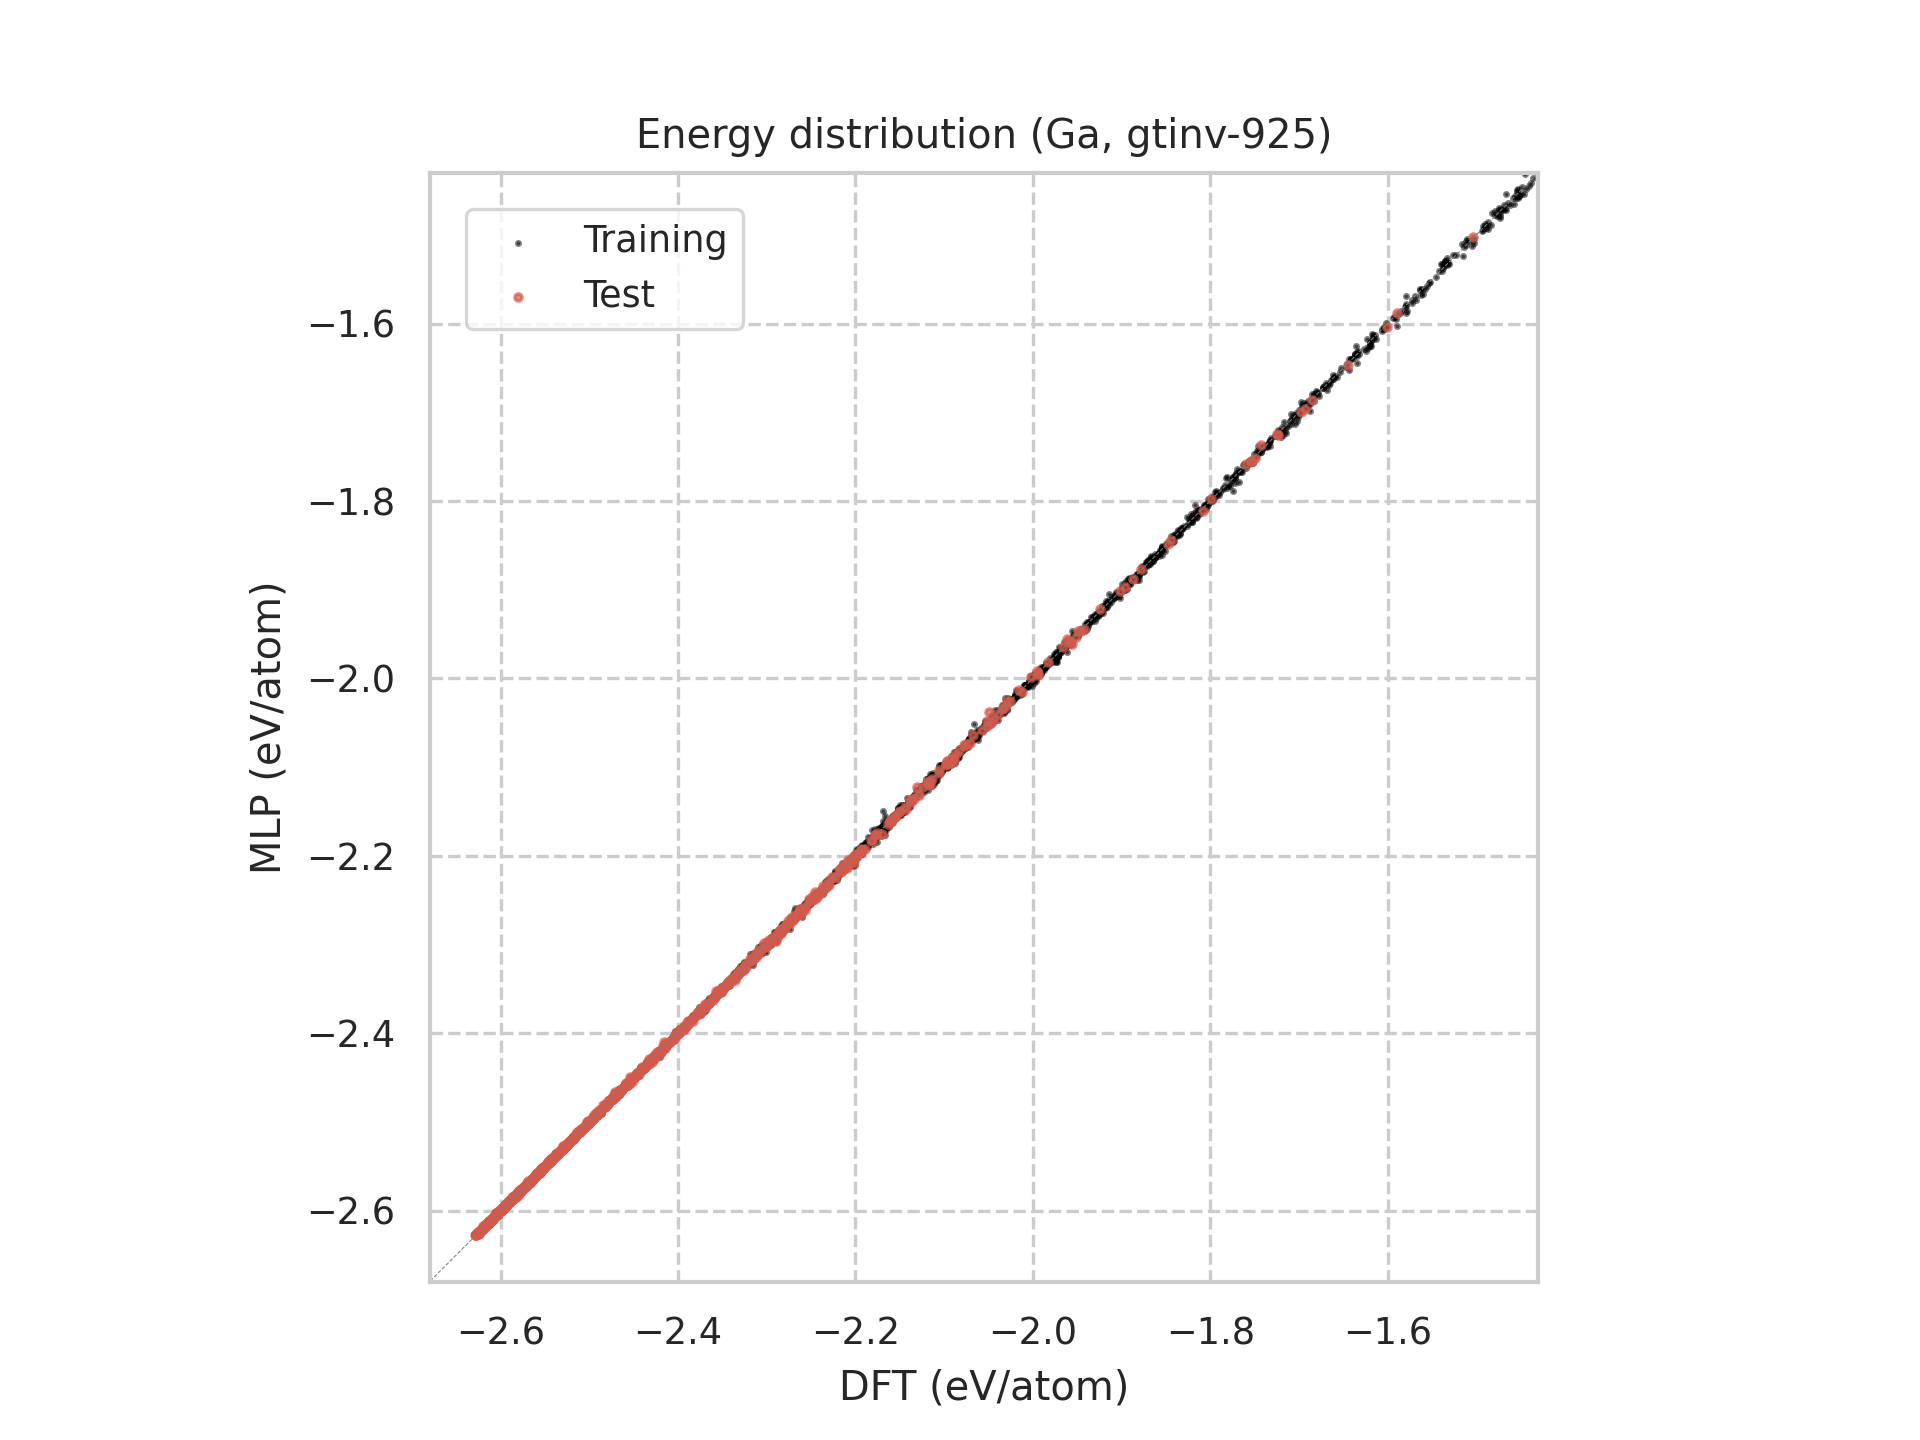 Energy distribution (Ga, gtinv-925)
Training
Test
−1.6
−1.8
−2.0
−2.2
−2.4
−2.6
MLP (eV/atom)
−2.6 −2.4 −2.2 −2.0 −1.8 −1.6
DFT (eV/atom)